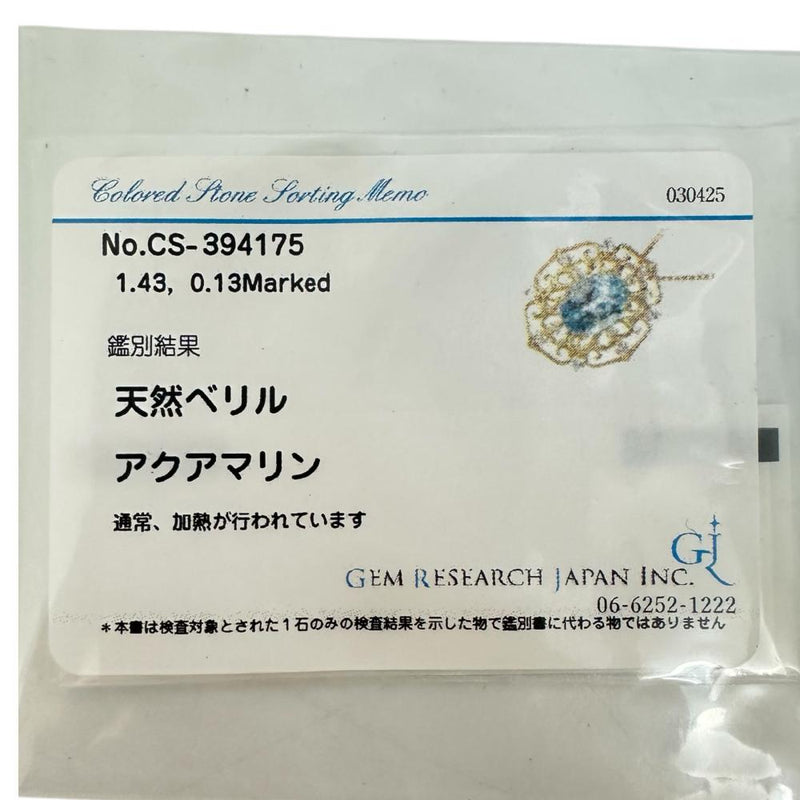 Colored Stone Sorting Memo 030425
No.CS-394175
1.43, 0.13Marked
鑑別結果
天然ベリル
アクアマリン
通常、加熱が行われています
GJ
GEM RESEARCH JAPAN INC.
06-6252-1222
*本書は検査対象とされた1石のみの検査結果を示した物で鑑別書に代わる物ではありません